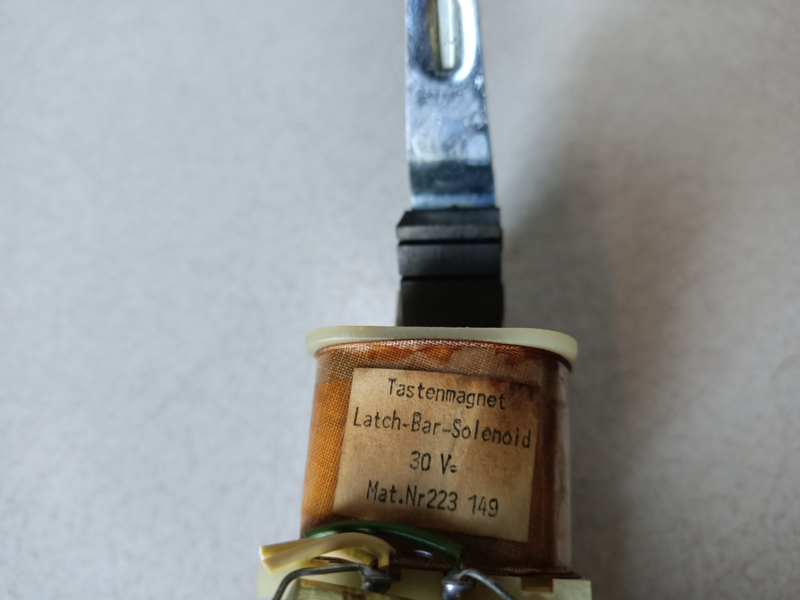 Tastenmagnet
Latch-Bar-Solenoid
30 V=
Mat.Nr223 149